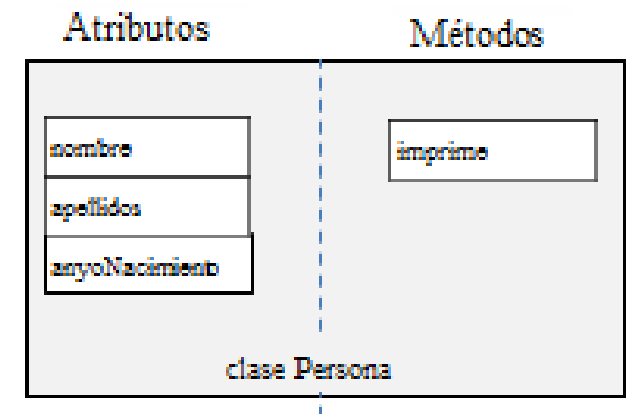 Atributos
Métodos
nombre
imprime
apellidos
anyoNacimiento
clase Persona